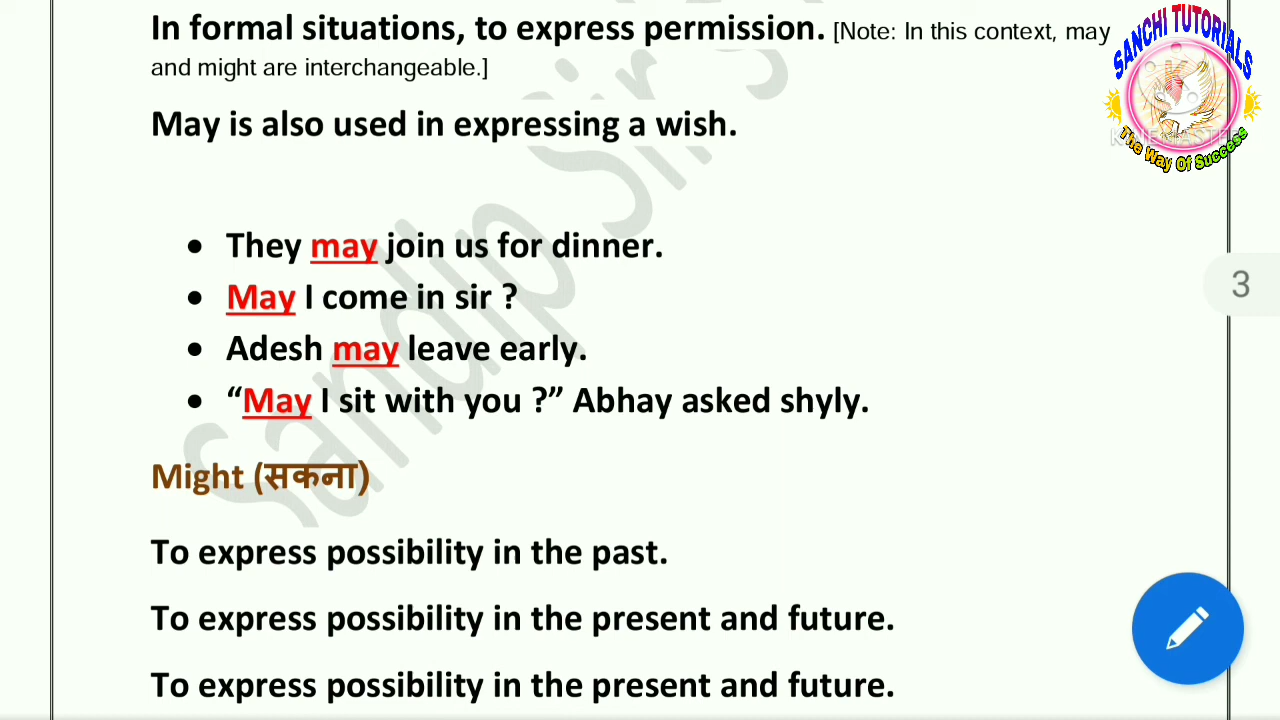 In formal situations, to express permission. [Note: In this context, may
and might are interchangeable.]
May is also used in expressing a wish.
• They may join us for dinner.
• May I come in sir ?
• Adesh may leave early.
• “May I sit with you ?” Abhay asked shyly.
Might (सकना)
To express possibility in the past.
To express possibility in the present and future.
To express possibility in the present and future.
SANCHI TUTORIALS
KINEMASTER
The Way Of Success
3
Sandip Sir